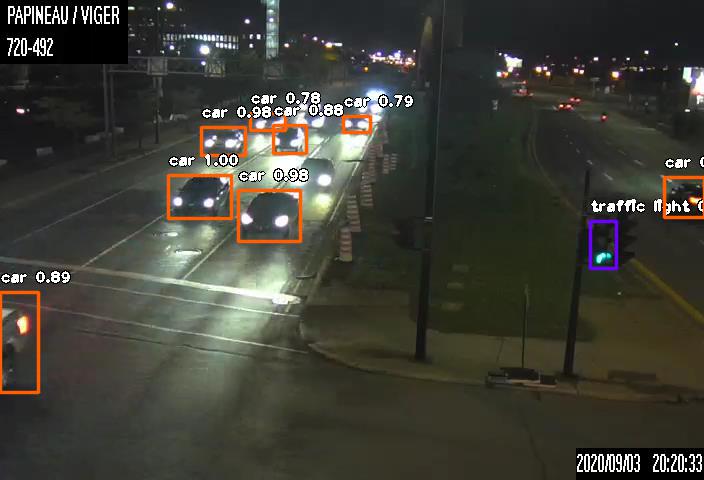 PAPINEAU / VIGER
720-492
car 0.78
car 0.98
car 0.88
car 0.79
car 1.00
car 0.98
car
traffic light
car 0.89
2020/09/03 20:20:33